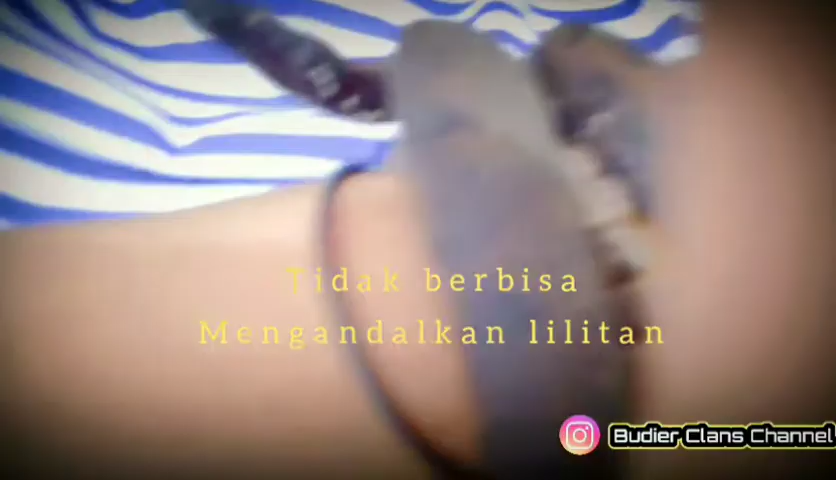 Tidak berbisa
Mengandalkan lilitan
Budier Clans Channel